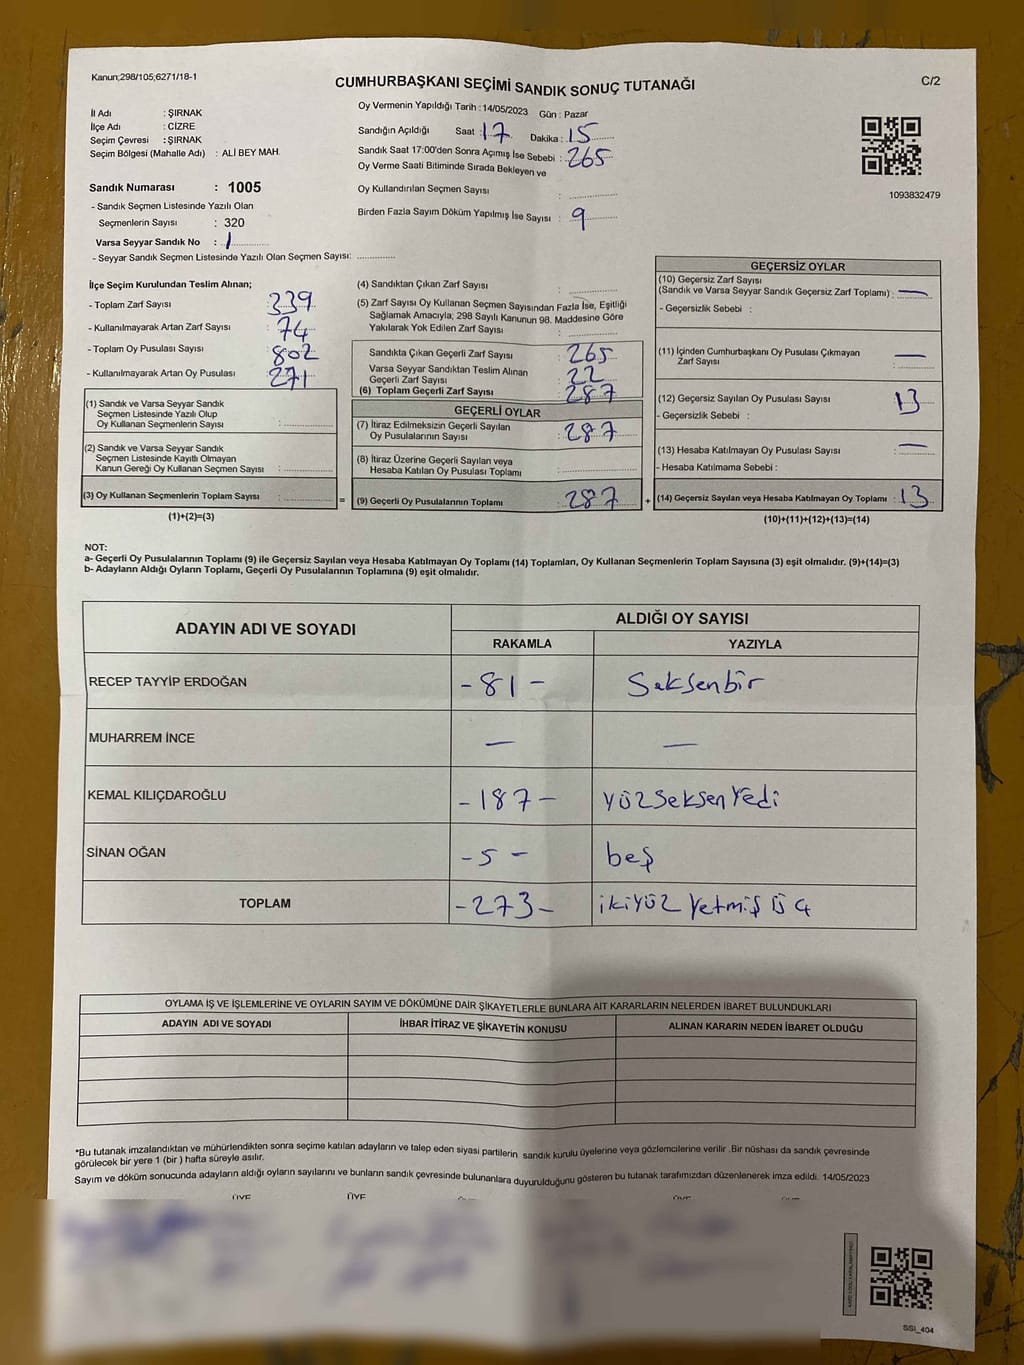 Kanun;298/105;6271/18-1
CUMHURBAŞKANI SEÇİMİ SANDIK SONUÇ TUTANAĞI
C/2
İl Adı : ŞIRNAK
İlçe Adı : CİZRE
Seçim Çevresi : ŞIRNAK
Seçim Bölgesi (Mahalle Adı) : ALİ BEY MAH.
Sandık Numarası : 1005
- Sandık Seçmen Listesinde Yazılı Olan
Seçmenlerin Sayısı : 320
Varsa Seyyar Sandık No : 1
- Seyyar Sandık Seçmen Listesinde Yazılı Olan Seçmen Sayısı:
Oy Vermenin Yapıldığı Tarih : 14/05/2023 Gün : Pazar
Sandığın Açıldığı Saat : 17 Dakika : 15
Sandık Saat 17:00'den Sonra Açımış İse Sebebi : 265
Oy Verme Saati Bitiminde Sırada Bekleyen ve
Oy Kullandırılan Seçmen Sayısı :
Birden Fazla Sayım Döküm Yapılmış İse Sayısı : 9
1093832479
İlçe Seçim Kurulundan Teslim Alınan;
- Toplam Zarf Sayısı : 339
- Kullanılmayarak Artan Zarf Sayısı : 74
- Toplam Oy Pusulası Sayısı : 802
- Kullanılmayarak Artan Oy Pusulası : 271
(1) Sandık ve Varsa Seyyar Sandık
Seçmen Listesinde Yazılı Olup
Oy Kullanan Seçmenlerin Sayısı :
(2) Sandık ve Varsa Seyyar Sandık
Seçmen Listesinde Kayıtlı Olmayan
Kanun Gereği Oy Kullanan Seçmen Sayısı :
(3) Oy Kullanan Seçmenlerin Toplam Sayısı :
(1)+(2)=(3)
=
(4) Sandıktan Çıkan Zarf Sayısı :
(5) Zarf Sayısı Oy Kullanan Seçmen Sayısından Fazla İse, Eşitliği
Sağlamak Amacıyla; 298 Sayılı Kanunun 98. Maddesine Göre
Yakılarak Yok Edilen Zarf Sayısı :
Sandıkta Çıkan Geçerli Zarf Sayısı : 265
Varsa Seyyar Sandıktan Teslim Alınan
Geçerli Zarf Sayısı : 22
(6) Toplam Geçerli Zarf Sayısı : 287
GEÇERLİ OYLAR
(7) İtiraz Edilmeksizin Geçerli Sayılan
Oy Pusulalarının Sayısı : 287
(8) İtiraz Üzerine Geçerli Sayılan veya
Hesaba Katılan Oy Pusulası Toplamı :
(9) Geçerli Oy Pusulalarının Toplamı : 287
+
GEÇERSİZ OYLAR
(10) Geçersiz Zarf Sayısı
(Sandık ve Varsa Seyyar Sandık Geçersiz Zarf Toplamı) : —
- Geçersizlik Sebebi :
(11) İçinden Cumhurbaşkanı Oy Pusulası Çıkmayan
Zarf Sayısı : —
(12) Geçersiz Sayılan Oy Pusulası Sayısı : 13
- Geçersizlik Sebebi :
(13) Hesaba Katılmayan Oy Pusulası Sayısı : —
- Hesaba Katılmama Sebebi :
(14) Geçersiz Sayılan veya Hesaba Katılmayan Oy Toplamı : 13
(10)+(11)+(12)+(13)=(14)
NOT:
a- Geçerli Oy Pusulalarının Toplamı (9) ile Geçersiz Sayılan veya Hesaba Katılmayan Oy Toplamı (14) Toplamları, Oy Kullanan Seçmenlerin Toplam Sayısına (3) eşit olmalıdır. (9)+(14)=(3)
b- Adayların Aldığı Oyların Toplamı, Geçerli Oy Pusulalarının Toplamına (9) eşit olmalıdır.
ADAYIN ADI VE SOYADI
ALDIĞI OY SAYISI
RAKAMLA YAZIYLA
RECEP TAYYİP ERDOĞAN -81- Seksenbir
MUHARREM İNCE — —
KEMAL KILIÇDAROĞLU -187- Yüzseksenyedi
SİNAN OĞAN -5- beş
TOPLAM -273- ikiyüz yetmiş üç
OYLAMA İŞ VE İŞLEMLERİNE VE OYLARIN SAYIM VE DÖKÜMÜNE DAİR ŞİKAYETLERLE BUNLARA AİT KARARLARIN NELERDEN İBARET BULUNDUKLARI
ADAYIN ADI VE SOYADI İHBAR İTİRAZ VE ŞİKAYETİN KONUSU ALINAN KARARIN NEDEN İBARET OLDUĞU
*Bu tutanak imzalandıktan ve mühürlendikten sonra seçime katılan adayların ve talep eden siyasi partilerin sandık kurulu üyelerine veya gözlemcilerine verilir .Bir nüshası da sandık çevresinde
görülecek bir yere 1 (bir ) hafta süreyle asılır.
Sayım ve döküm sonucunda adayların aldığı oyların sayılarını ve bunların sandık çevresinde bulunanlara duyurulduğunu gösteren bu tutanak tarafımızdan düzenlenerek imza edildi. 14/05/2023
ÜYE ÜYE
SSI_404